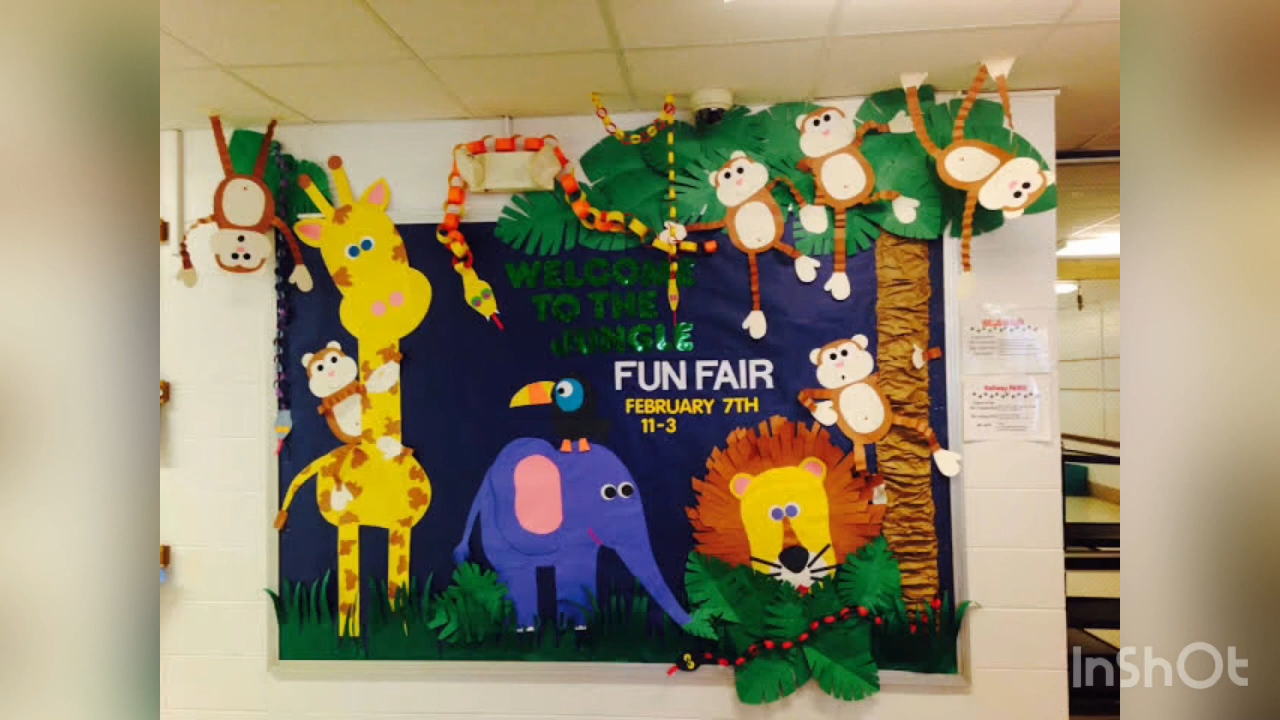 WELCOME
TO THE
JUNGLE
FUN FAIR
FEBRUARY 7TH
11-3
InShOt